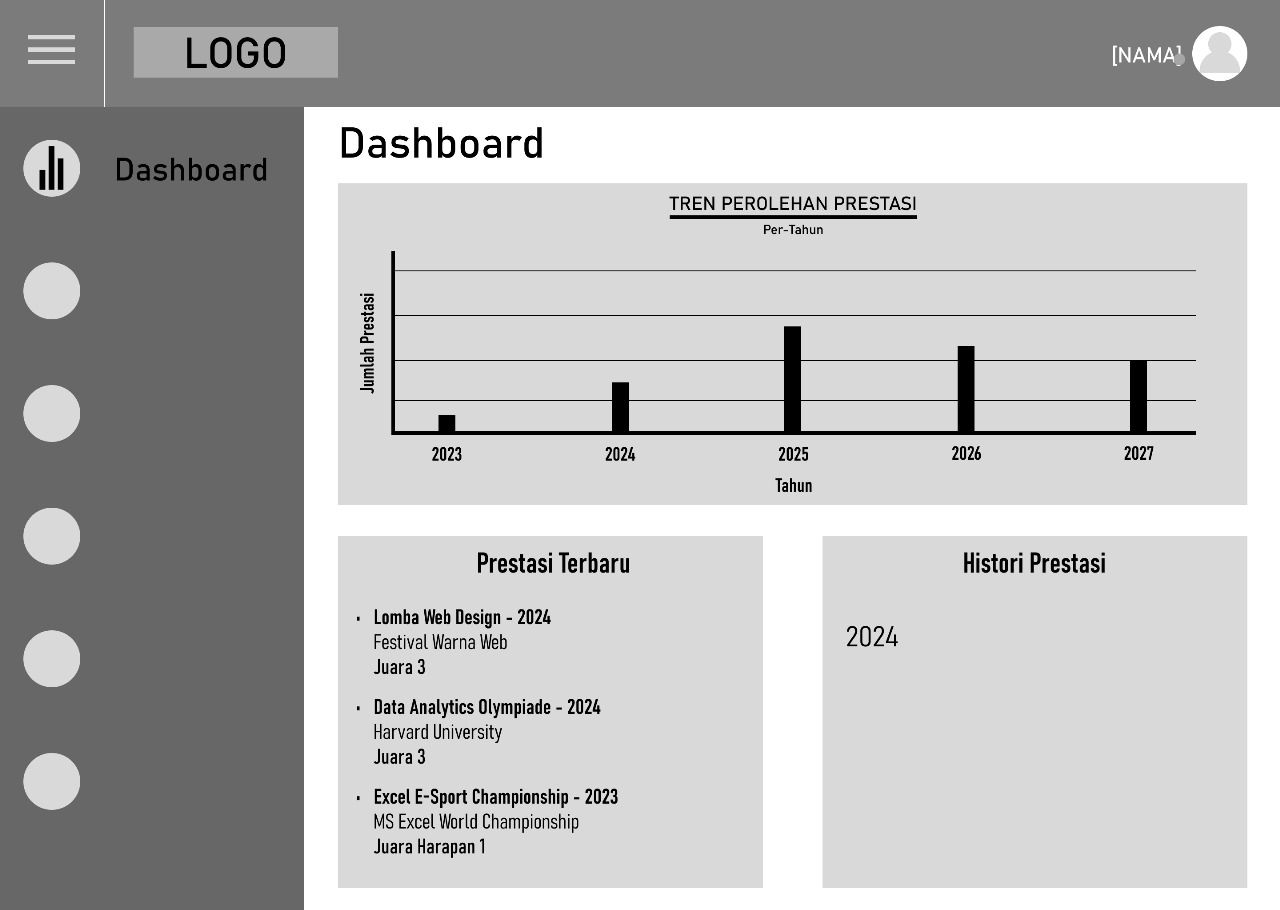 LOGO
[NAMA]
Dashboard
Dashboard
TREN PEROLEHAN PRESTASI
Per-Tahun
Jumlah Prestasi
2023
2024
2025
2026
2027
Tahun
Prestasi Terbaru
· Lomba Web Design - 2024
Festival Warna Web
Juara 3
· Data Analytics Olympiade - 2024
Harvard University
Juara 3
· Excel E-Sport Championship - 2023
MS Excel World Championship
Juara Harapan 1
Histori Prestasi
2024